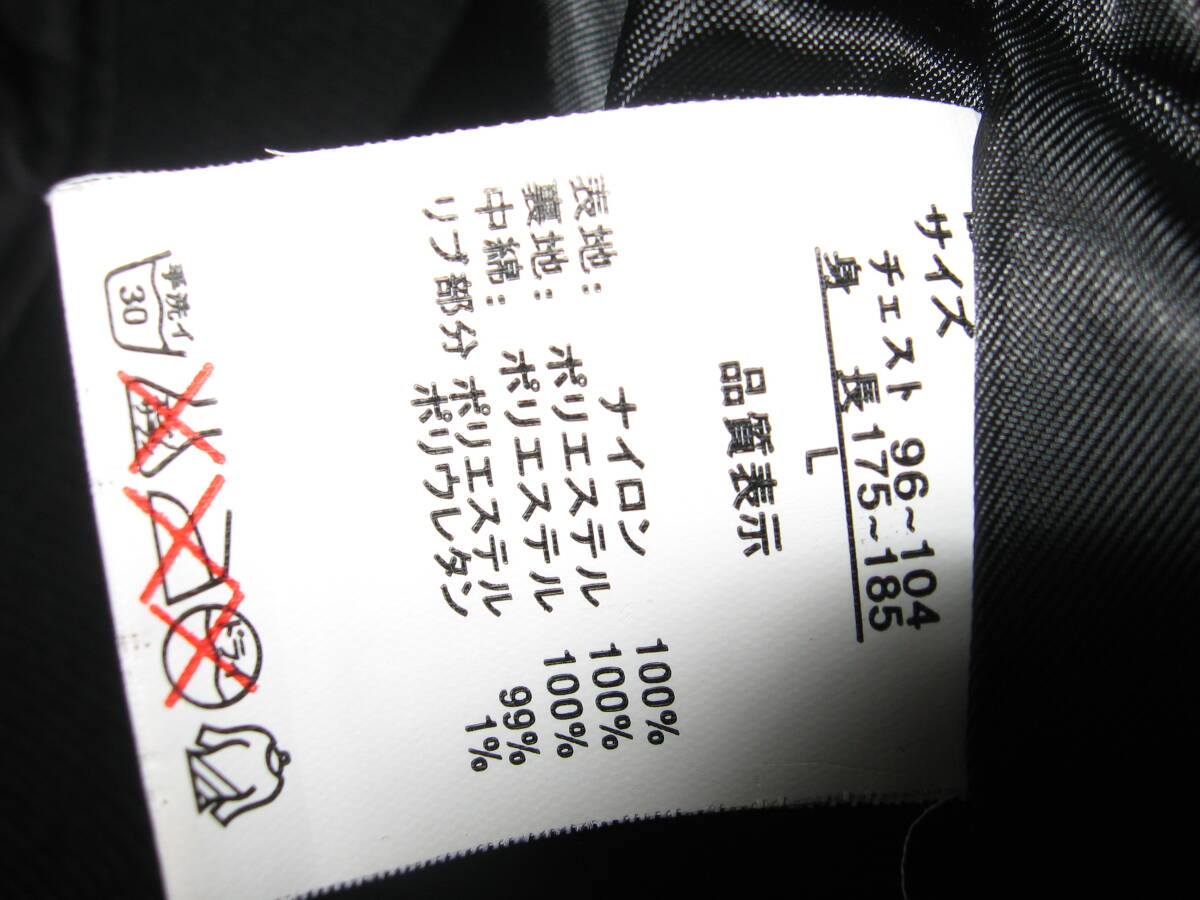 サイズ
チェスト 96~104
身 長 175~185
L
品質表示
表地: ナイロン 100%
裏地: ポリエステル 100%
中綿: ポリエステル 100%
リブ部分 ポリエステル 99%
ポリウレタン 1%
手洗イ
30
ドライ